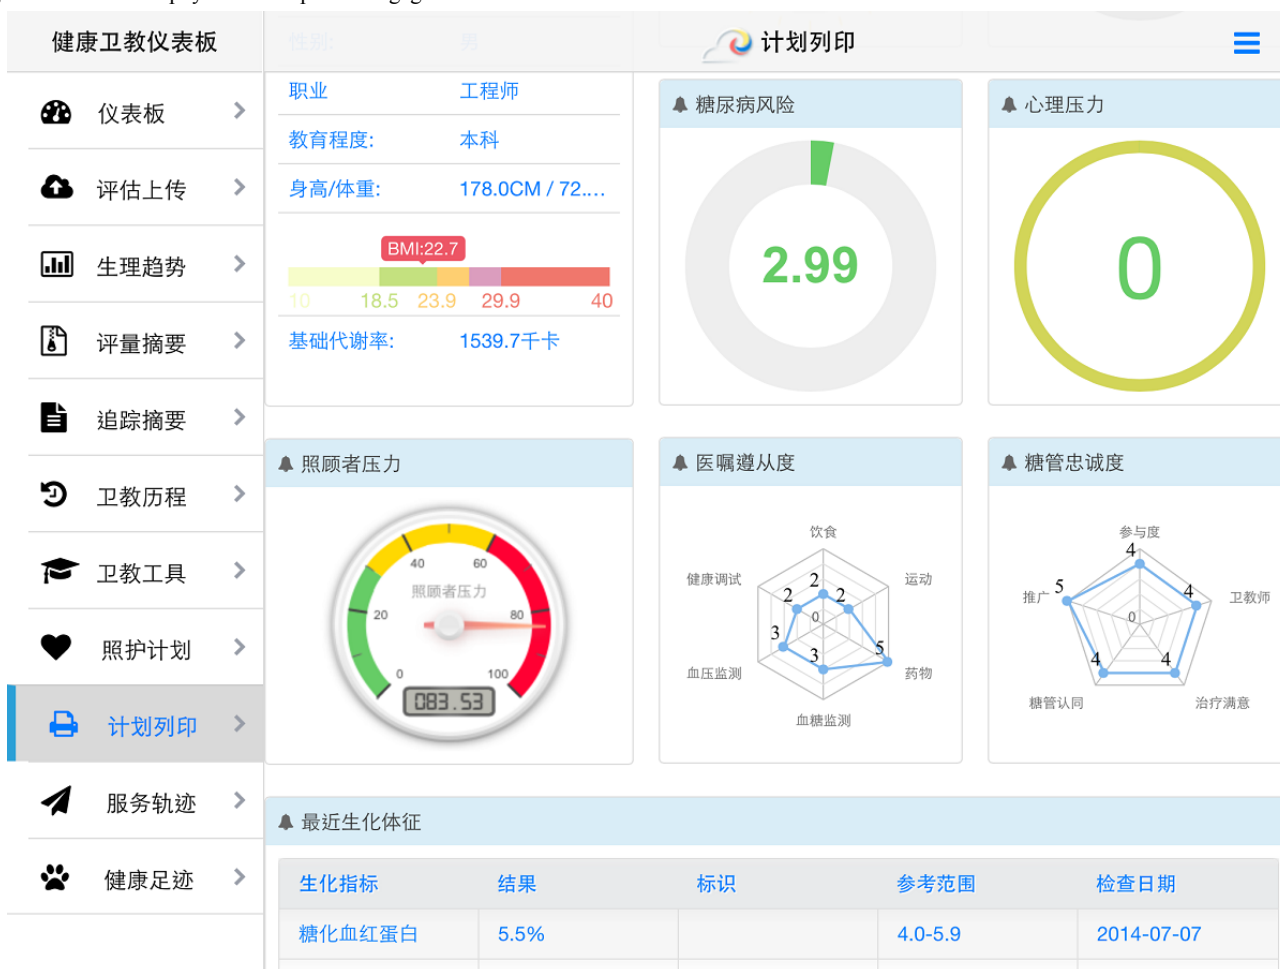 健康卫教仪表板
计划列印
仪表板
评估上传
生理趋势
评量摘要
追踪摘要
卫教历程
卫教工具
照护计划
计划列印
服务轨迹
健康足迹
性别: 男
职业 工程师
教育程度: 本科
身高/体重: 178.0CM / 72....
BMI:22.7
10 18.5 23.9 29.9 40
基础代谢率: 1539.7千卡
糖尿病风险
2.99
心理压力
0
照顾者压力
40 60
照顾者压力
20 80
0 100
083.53
医嘱遵从度
饮食
健康调试 运动
2
2 2
0
3
3 5
血压监测 药物
血糖监测
糖管忠诚度
参与度
4
推广 5 4 卫教师
0
4 4
糖管认同 治疗满意
最近生化体征
生化指标 结果 标识 参考范围 检查日期
糖化血红蛋白 5.5% 4.0-5.9 2014-07-07